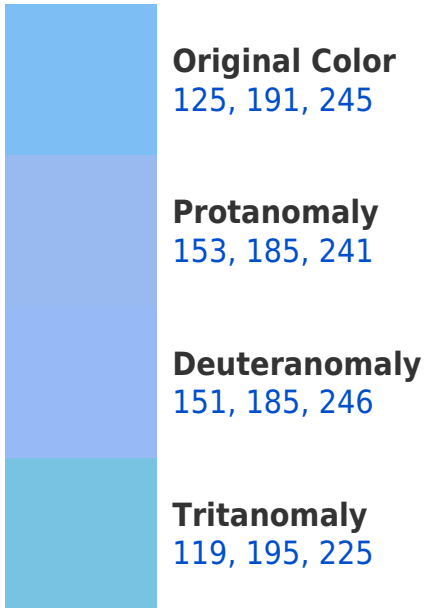 Original Color
125, 191, 245
Protanomaly
153, 185, 241
Deuteranomaly
151, 185, 246
Tritanomaly
119, 195, 225